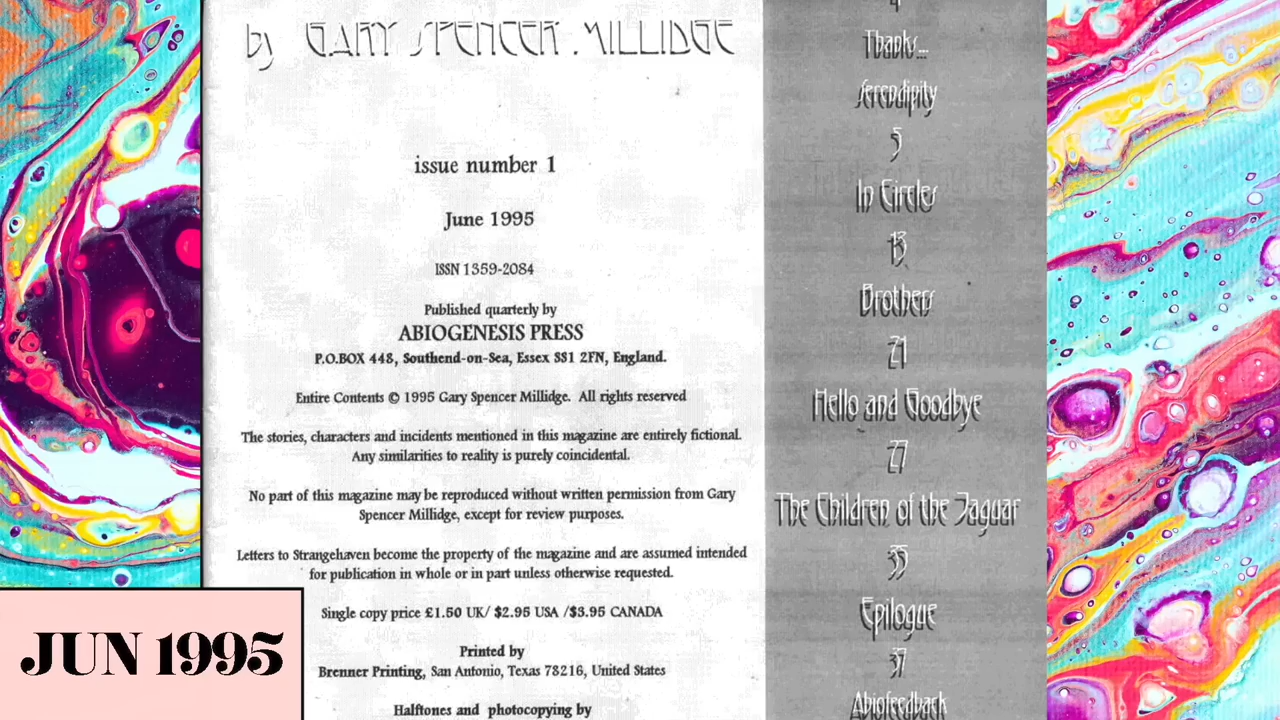 by GARY SPENCER MILLIDGE
issue number 1
June 1995
ISSN 1359-2084
Published quarterly by
ABIOGENESIS PRESS
P.O.BOX 448, Southend-on-Sea, Essex SS1 2FN, England.
Entire Contents © 1995 Gary Spencer Millidge. All rights reserved
The stories, characters and incidents mentioned in this magazine are entirely fictional.
Any similarities to reality is purely coincidental.
No part of this magazine may be reproduced without written permission from Gary
Spencer Millidge, except for review purposes.
Letters to Strangehaven become the property of the magazine and are assumed intended
for publication in whole or in part unless otherwise requested.
Single copy price £1.50 UK/ $2.95 USA /$3.95 CANADA
Printed by
Brenner Printing, San Antonio, Texas 78216, United States
Halftones and photocopying by
4
Thanks...
Serendipity
5
In Circles
13
Brothers
21
Hello and Goodbye
27
The Children of the Jaguar
35
Epilogue
37
Abiofeedback
JUN 1995